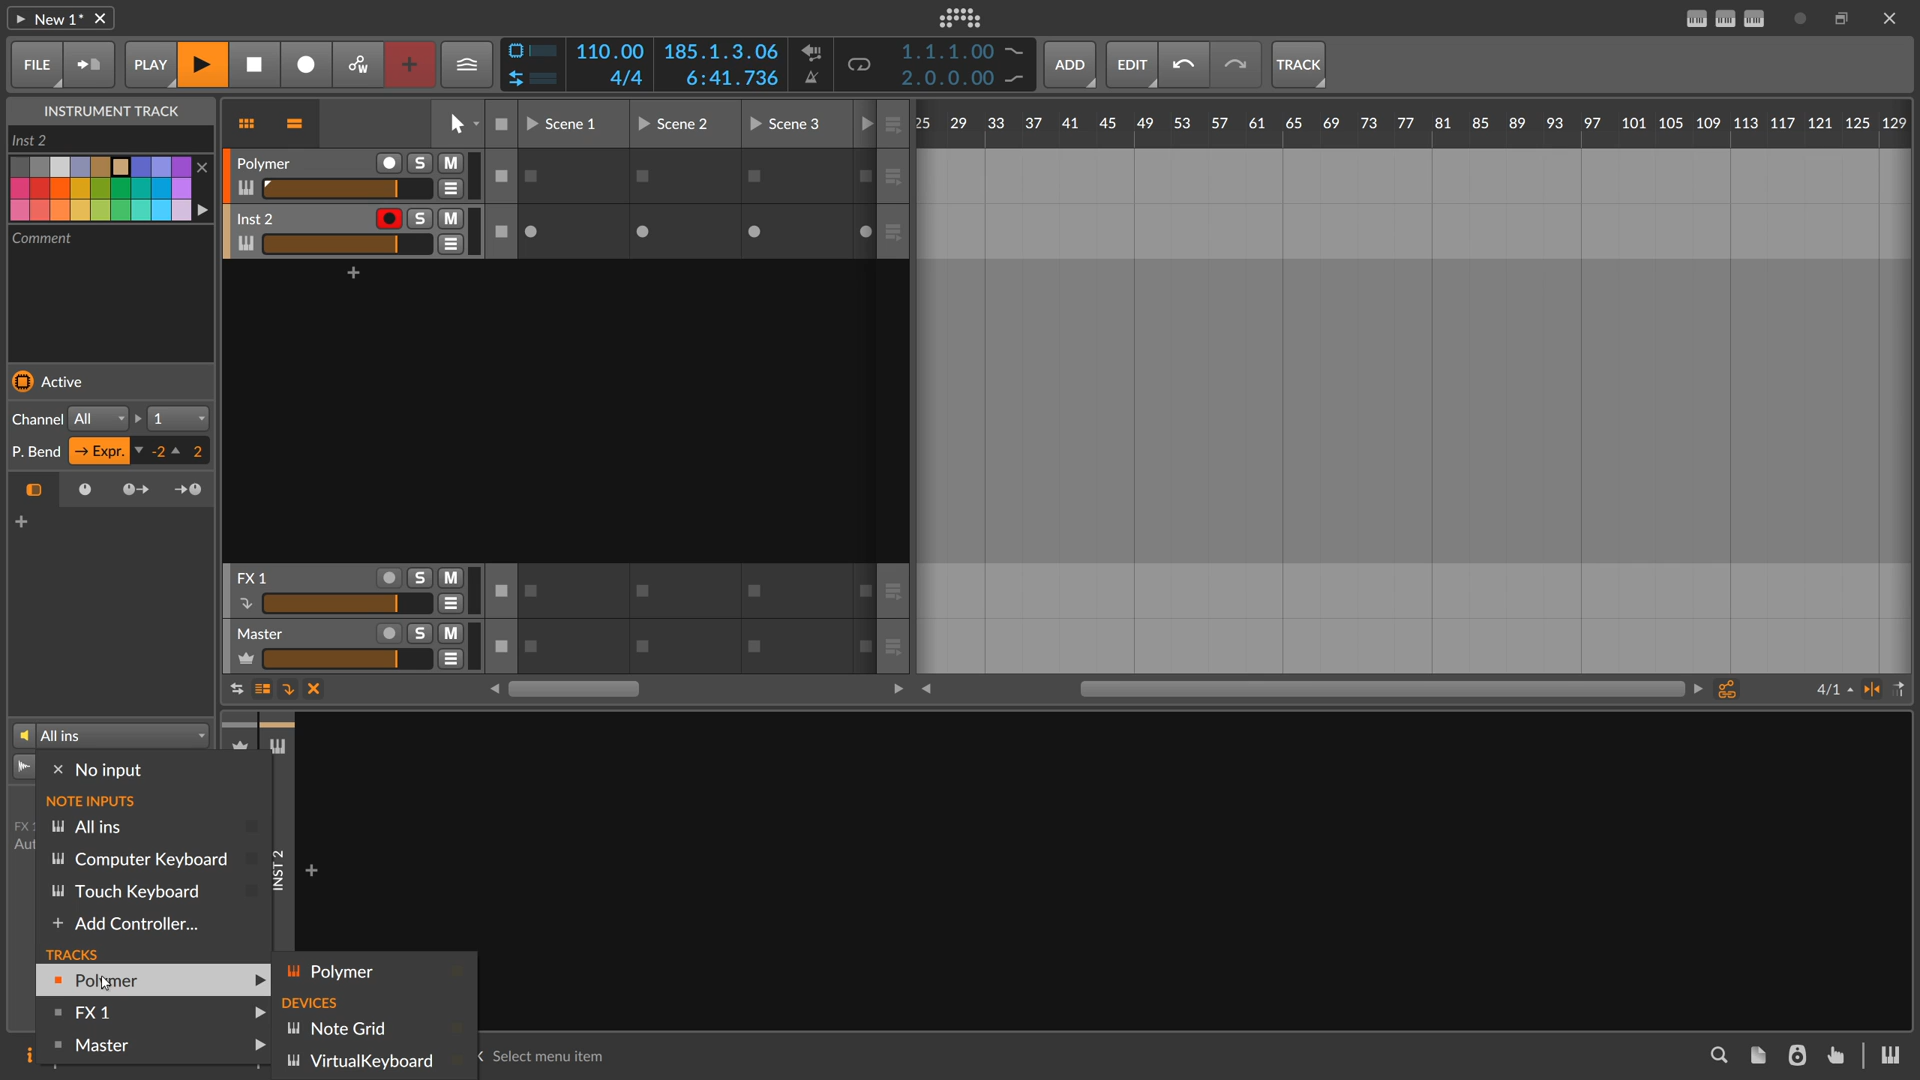 New 1*
FILE PLAY 110.00 185.1.3.06 1.1.1.00 ADD EDIT TRACK
4/4 6:41.736 2.0.0.00
INSTRUMENT TRACK
Inst 2
Comment
Active
Channel All 1
P. Bend → Expr. -2 2
Scene 1 Scene 2 Scene 3
29 33 37 41 45 49 53 57 61 65 69 73 77 81 85 89 93 97 101 105 109 113 117 121 125 129
Polymer S M
Inst 2 S M
FX 1 S M
Master S M
4/1
All ins
No input
NOTE INPUTS
All ins
Computer Keyboard
Touch Keyboard
Add Controller...
TRACKS
Polymer
FX 1
Master
Polymer
DEVICES
Note Grid
VirtualKeyboard
INST 2
Select menu item